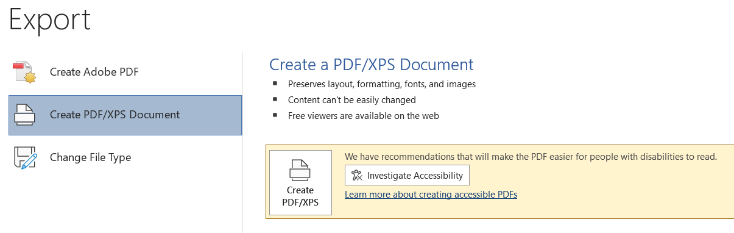 Export
Create Adobe PDF
Create PDF/XPS Document
Change File Type
Create a PDF/XPS Document
Preserves layout, formatting, fonts, and images
Content can't be easily changed
Free viewers are available on the web
Create
PDF/XPS
We have recommendations that will make the PDF easier for people with disabilities to read.
Investigate Accessibility
Learn more about creating accessible PDFs